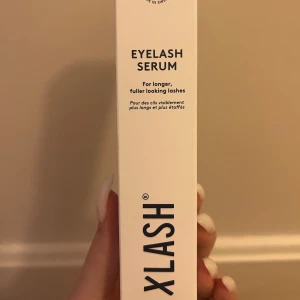 EYELASH
SERUM
For longer,
fuller looking lashes
Pour des cils visiblement
plus longs et plus étoffés
XLASH®